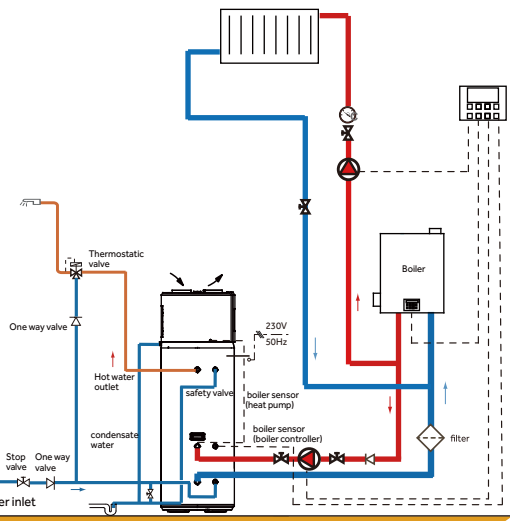 Thermostatic
valve
Boiler
One way valve
230V
50Hz
Hot water
outlet
safety valve
boiler sensor
(heat pump)
condensate
water
boiler sensor
(boiler controller)
filter
Stop
valve
One way
valve
er inlet